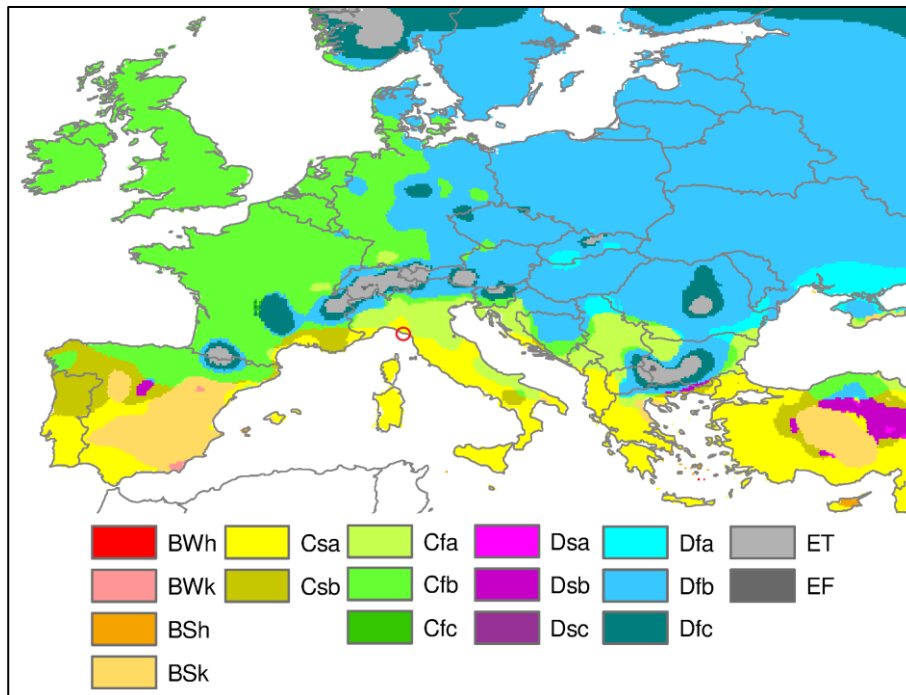 BWh Csa Cfa Dsa Dfa ET
BWk Csb Cfb Dsb Dfb EF
BSh Cfc Dsc Dfc
BSk